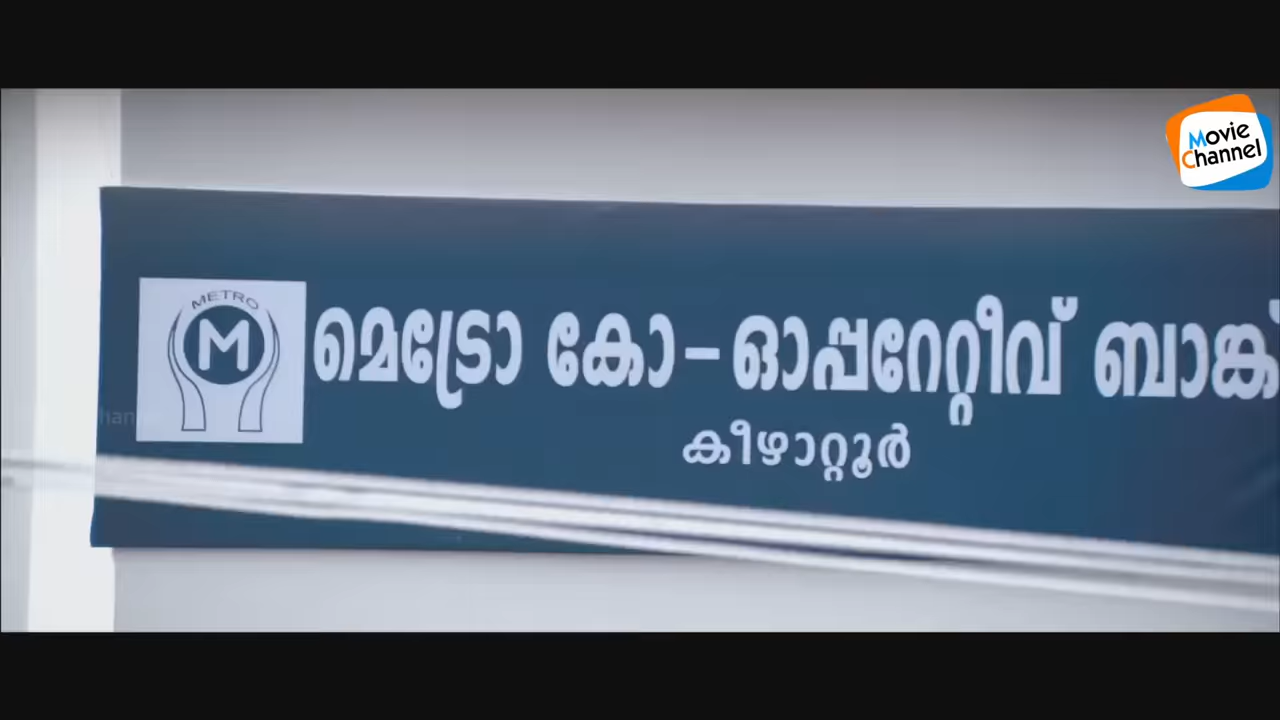 Movie
Channel
METRO
M
മെട്രോ കോ-ഓപ്പറേറ്റീവ് ബാങ്ക്
കീഴാറ്റൂർ